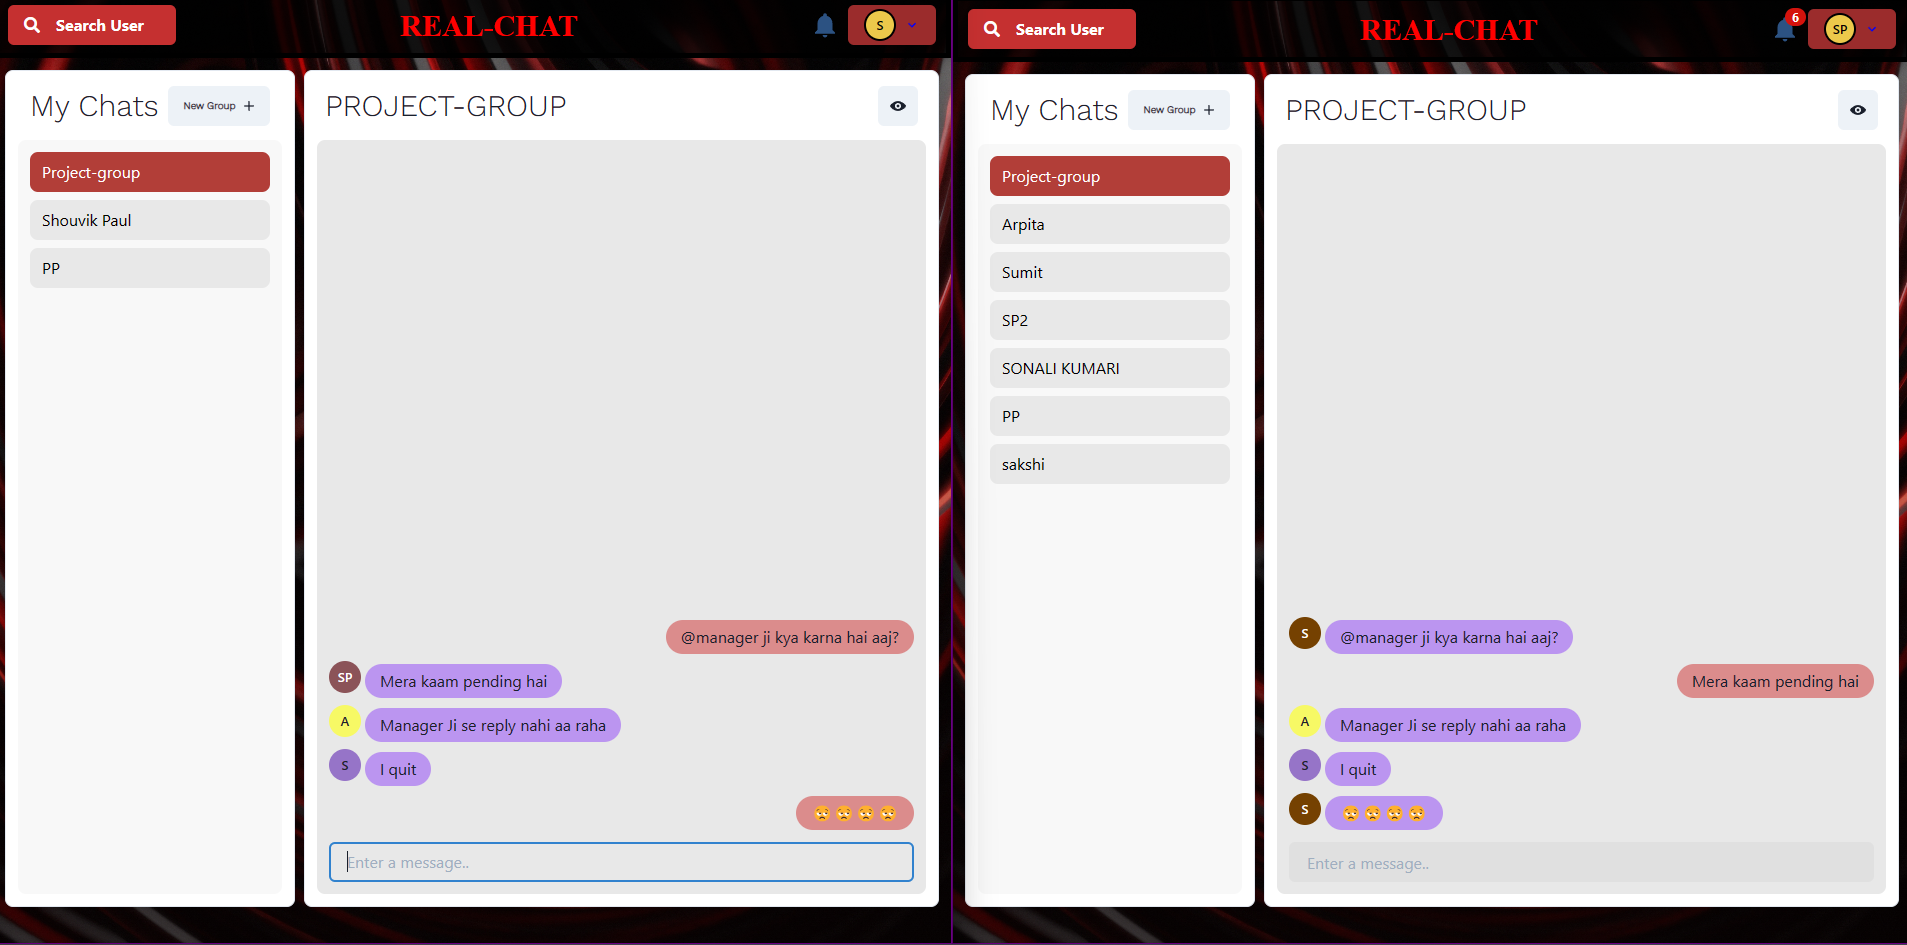 Search User
REAL-CHAT
S
My Chats
New Group +
Project-group
Shouvik Paul
PP
PROJECT-GROUP
@manager ji kya karna hai aaj?
SP
Mera kaam pending hai
A
Manager Ji se reply nahi aa raha
S
I quit
😟 😟 😟 😟
Enter a message..
Search User
REAL-CHAT
6
SP
My Chats
New Group +
Project-group
Arpita
Sumit
SP2
SONALI KUMARI
PP
sakshi
PROJECT-GROUP
S
@manager ji kya karna hai aaj?
Mera kaam pending hai
A
Manager Ji se reply nahi aa raha
S
I quit
S
😟 😟 😟 😟
Enter a message..